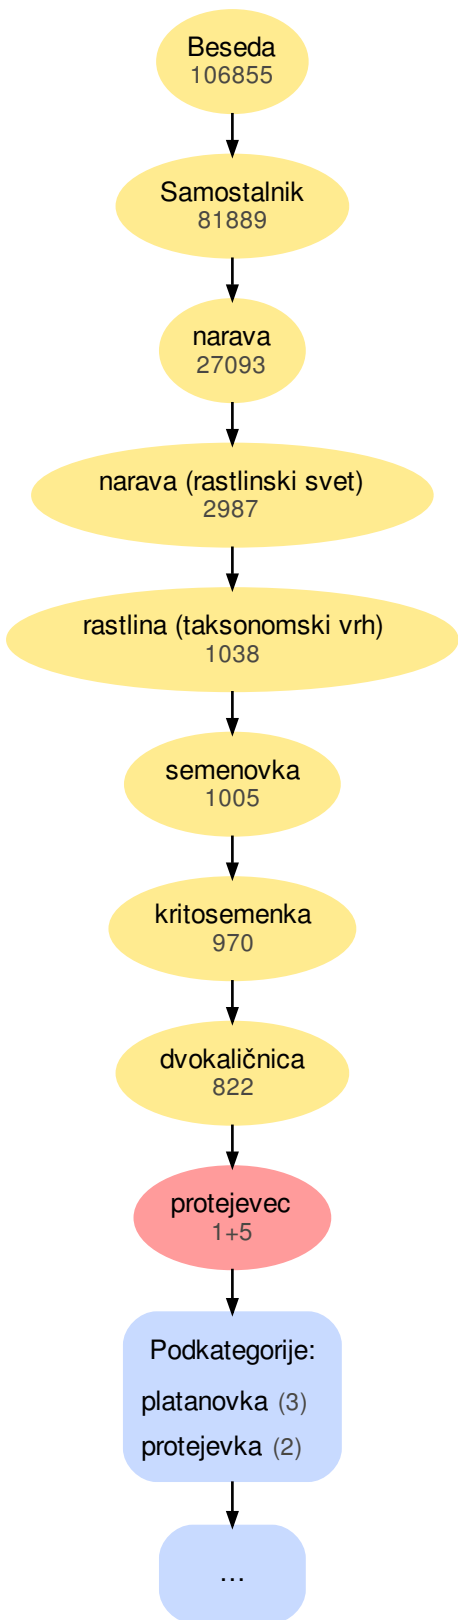 Beseda
106855
Samostalnik
81889
narava
27093
narava (rastlinski svet)
2987
rastlina (taksonomski vrh)
1038
semenovka
1005
kritosemenka
970
dvokaličnica
822
protejevec
1+5
Podkategorije:
platanovka (3)
protejevka (2)
...